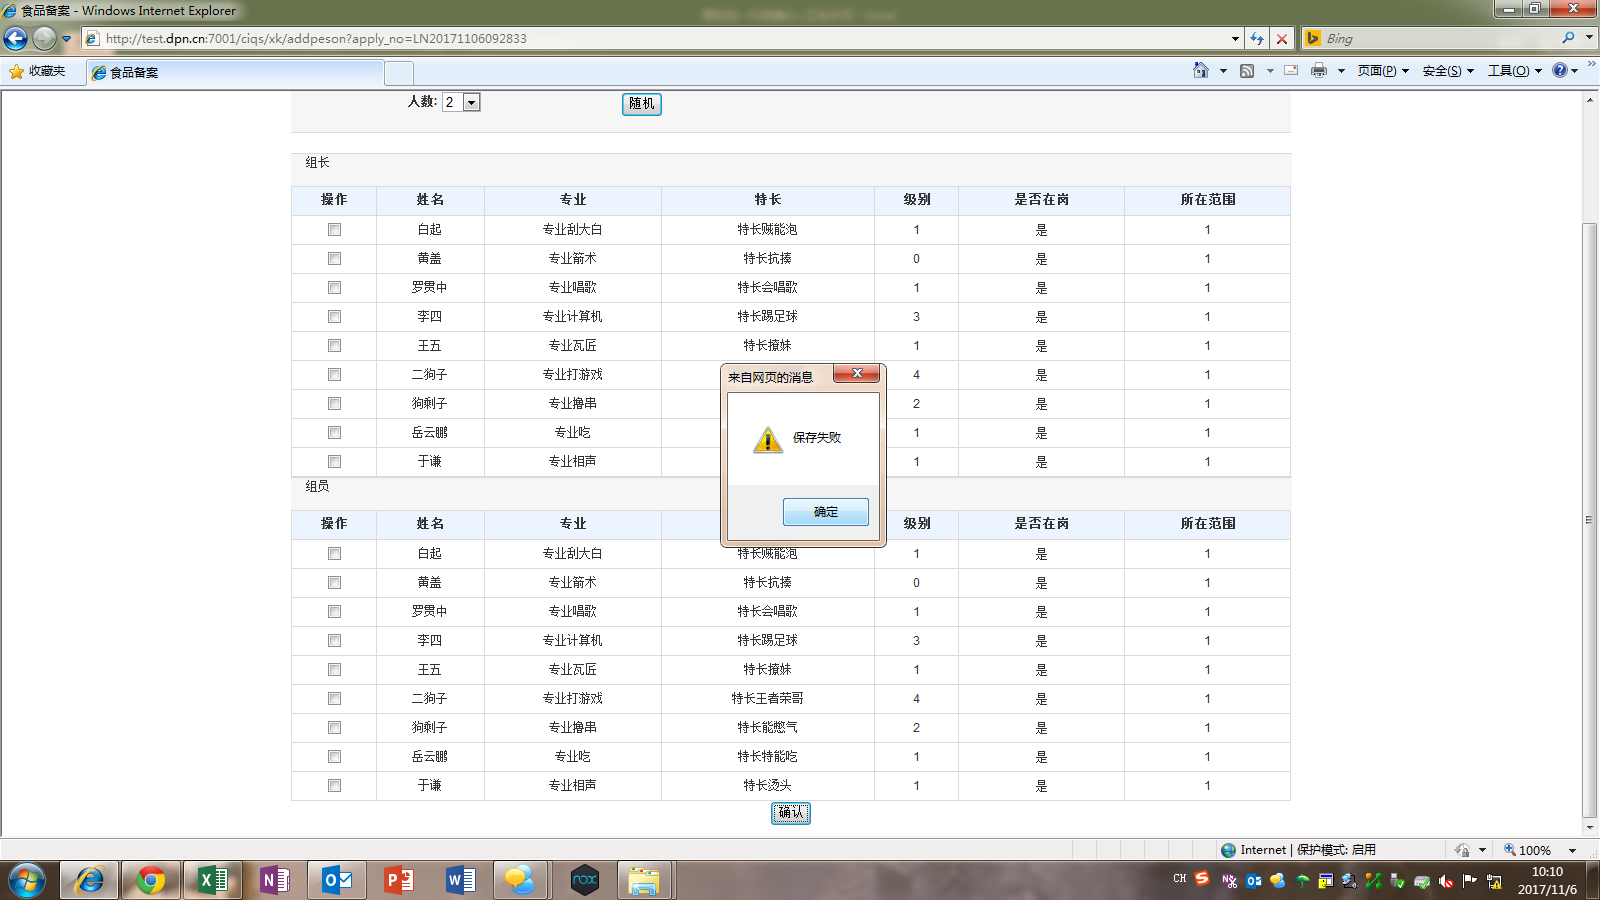 食品备案 - Windows Internet Explorer
http://test.dpn.cn:7001/ciqs/xk/addpeson?apply_no=LN20171106092833
Bing
收藏夹
食品备案
页面(P) 安全(S) 工具(O)
人数: 2 随机
组长
操作 姓名 专业 特长 级别 是否在岗 所在范围
白起 专业刮大白 特长贼能泡 1 是 1
黄盖 专业箭术 特长抗揍 0 是 1
罗贯中 专业唱歌 特长会唱歌 1 是 1
李四 专业计算机 特长踢足球 3 是 1
王五 专业瓦匠 特长撩妹 1 是 1
二狗子 专业打游戏 4 是 1
狗剩子 专业撸串 2 是 1
岳云鹏 专业吃 1 是 1
于谦 专业相声 1 是 1
来自网页的消息
保存失败
确定
组员
操作 姓名 专业 级别 是否在岗 所在范围
白起 专业刮大白 特长贼能泡 1 是 1
黄盖 专业箭术 特长抗揍 0 是 1
罗贯中 专业唱歌 特长会唱歌 1 是 1
李四 专业计算机 特长踢足球 3 是 1
王五 专业瓦匠 特长撩妹 1 是 1
二狗子 专业打游戏 特长王者荣哥 4 是 1
狗剩子 专业撸串 特长能憋气 2 是 1
岳云鹏 专业吃 特长特能吃 1 是 1
于谦 专业相声 特长烫头 1 是 1
确认
Internet | 保护模式: 启用
100%
nox
CH
10:10
2017/11/6